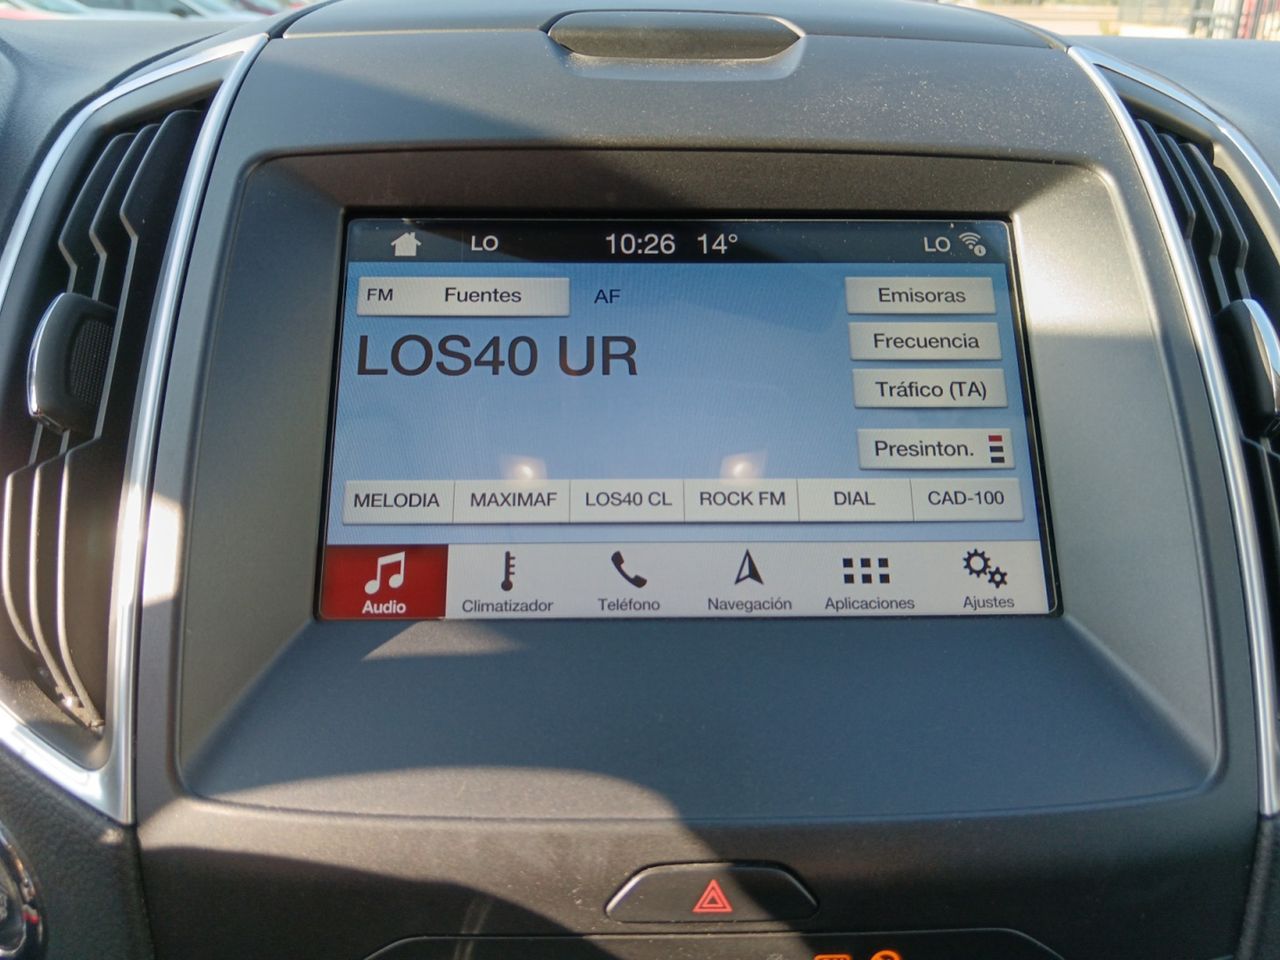 LO 10:26 14° LO
FM Fuentes AF Emisoras
LOS40 UR
Frecuencia
Tráfico (TA)
Presinton.
MELODIA MAXIMAF LOS40 CL ROCK FM DIAL CAD-100
Audio Climatizador Teléfono Navegación Aplicaciones Ajustes